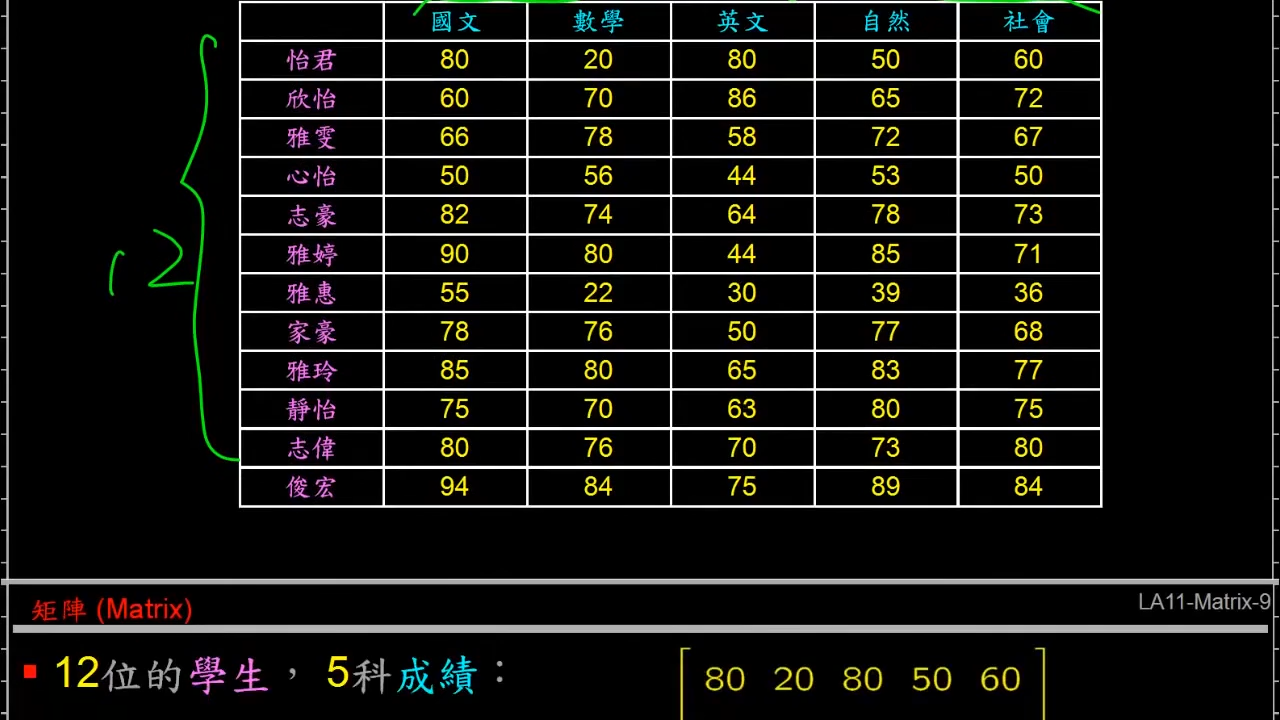 國文 數學 英文 自然 社會
怡君 80 20 80 50 60
欣怡 60 70 86 65 72
雅雯 66 78 58 72 67
心怡 50 56 44 53 50
志豪 82 74 64 78 73
雅婷 90 80 44 85 71
12
雅惠 55 22 30 39 36
家豪 78 76 50 77 68
雅玲 85 80 65 83 77
靜怡 75 70 63 80 75
志偉 80 76 70 73 80
俊宏 94 84 75 89 84
矩陣 (Matrix)
LA11-Matrix-9
12位的學生, 5科成績:
80 20 80 50 60